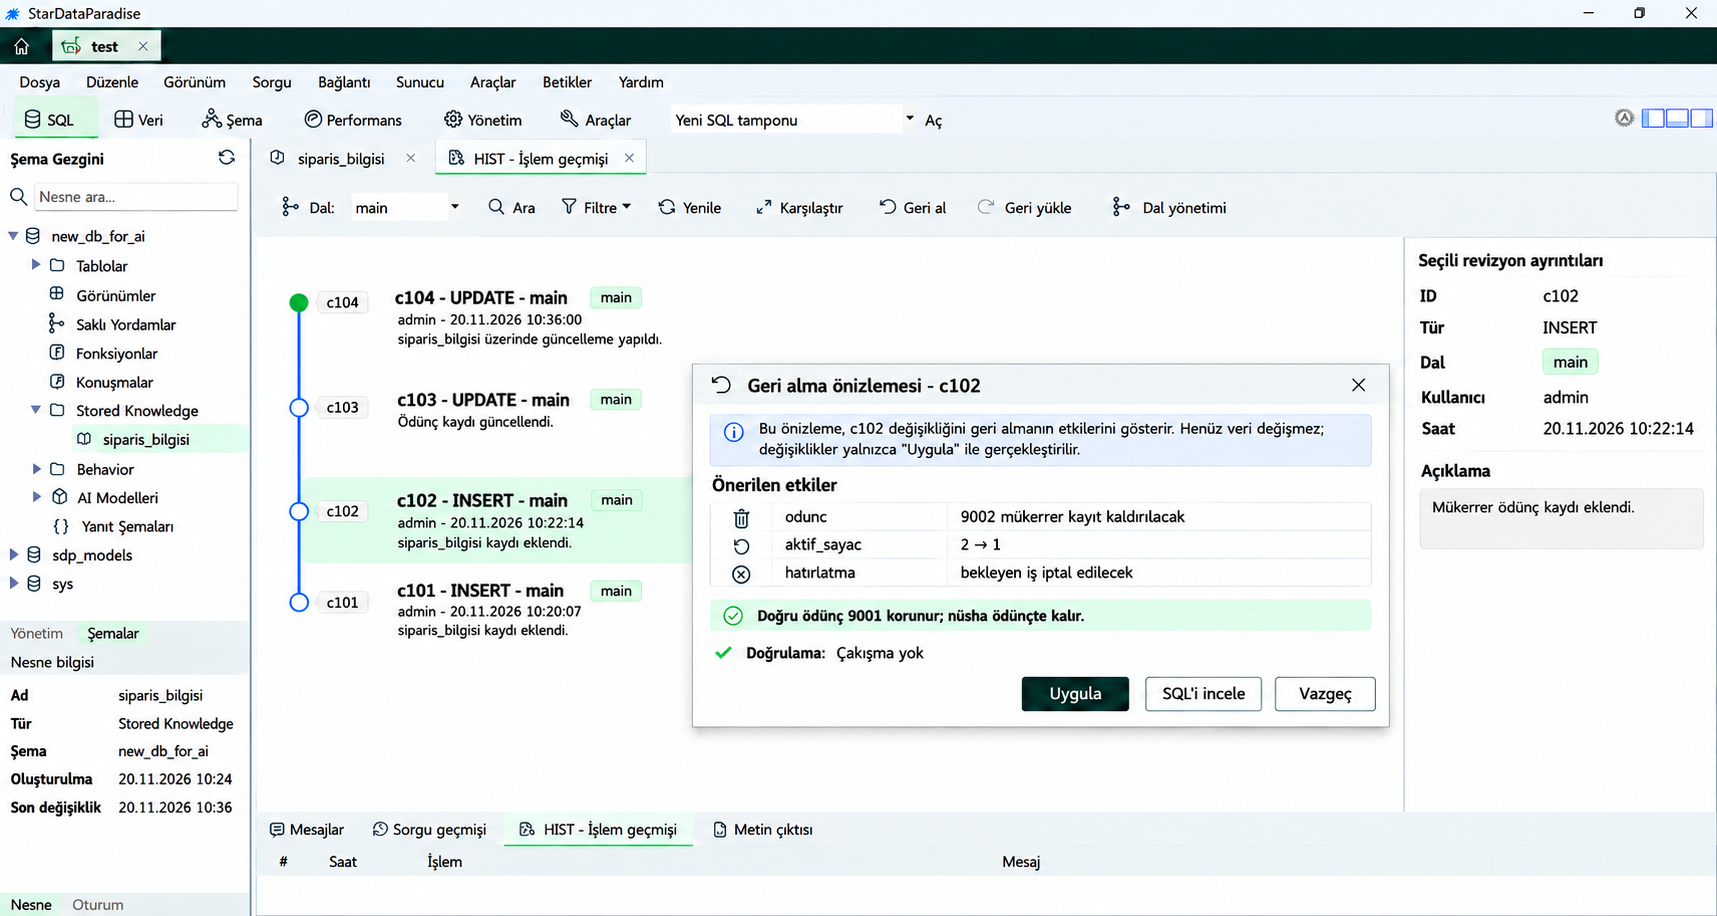 StarDataParadise
test
Dosya Düzenle Görünüm Sorgu Bağlantı Sunucu Araçlar Betikler Yardım
SQL Veri Şema Performans Yönetim Araçlar Yeni SQL tamponu Aç
Şema Gezgini
Nesne ara...
new_db_for_ai
Tablolar
Görünümler
Saklı Yordamlar
Fonksiyonlar
Konuşmalar
Stored Knowledge
siparis_bilgisi
Behavior
AI Modelleri
Yanıt Şemaları
sdp_models
sys
Yönetim Şemalar
Nesne bilgisi
Ad siparis_bilgisi
Tür Stored Knowledge
Şema new_db_for_ai
Oluşturulma 20.11.2026 10:24
Son değişiklik 20.11.2026 10:36
Nesne Oturum
siparis_bilgisi HIST - İşlem geçmişi
Dal: main Ara Filtre Yenile Karşılaştır Geri al Geri yükle Dal yönetimi
c104 c104 - UPDATE - main main
admin - 20.11.2026 10:36:00
siparis_bilgisi üzerinde güncelleme yapıldı.
c103 c103 - UPDATE - main main
Ödünç kaydı güncellendi.
c102 c102 - INSERT - main main
admin - 20.11.2026 10:22:14
siparis_bilgisi kaydı eklendi.
c101 c101 - INSERT - main main
admin - 20.11.2026 10:20:07
siparis_bilgisi kaydı eklendi.
Geri alma önizlemesi - c102
Bu önizleme, c102 değişikliğini geri almanın etkilerini gösterir. Henüz veri değişmez;
değişiklikler yalnızca "Uygula" ile gerçekleştirilir.
Önerilen etkiler
odunc 9002 mükerrer kayıt kaldırılacak
aktif_sayac 2 → 1
hatırlatma bekleyen iş iptal edilecek
Doğru ödünç 9001 korunur; nüsha ödünçte kalır.
Doğrulama: Çakışma yok
Uygula SQL'i incele Vazgeç
Seçili revizyon ayrıntıları
ID c102
Tür INSERT
Dal main
Kullanıcı admin
Saat 20.11.2026 10:22:14
Açıklama
Mükerrer ödünç kaydı eklendi.
Mesajlar Sorgu geçmişi HIST - İşlem geçmişi Metin çıktısı
# Saat İşlem Mesaj